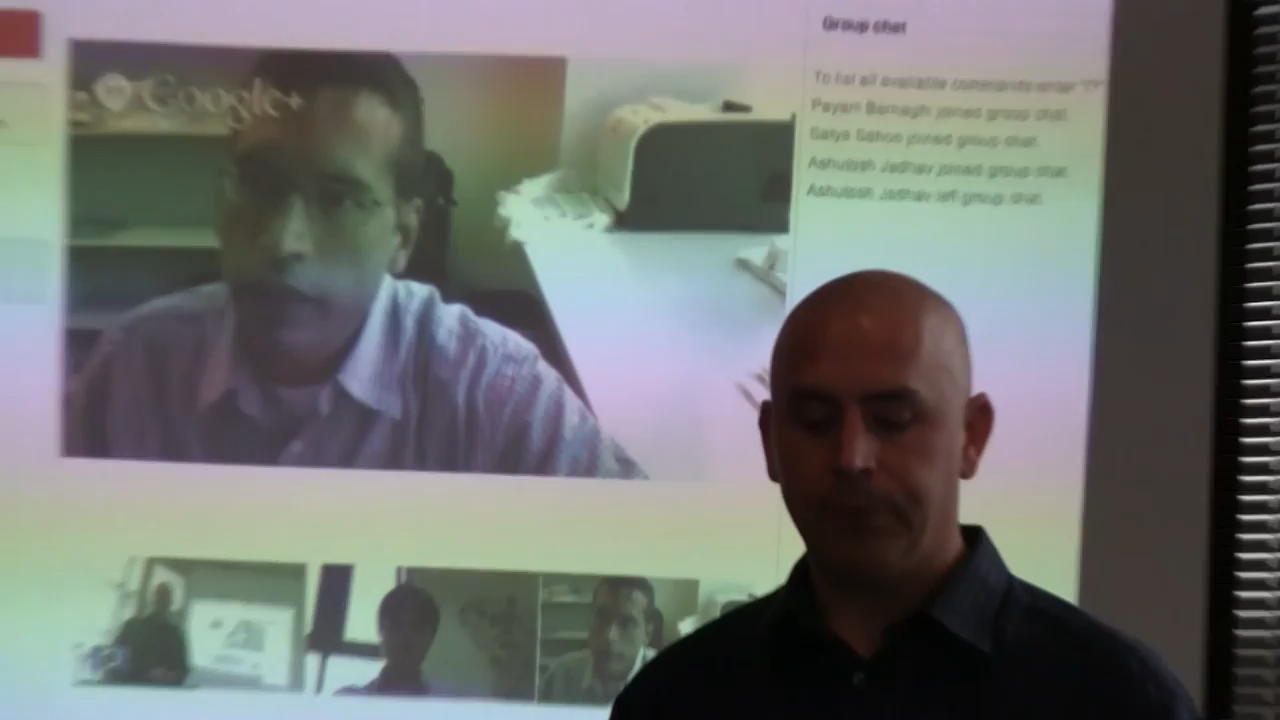 Google+
Group chat
To list all available commands enter "/?"
Payam Barnaghi joined group chat.
Satya Sahoo joined group chat.
Ashutosh Jadhav joined group chat.
Ashutosh Jadhav left group chat.